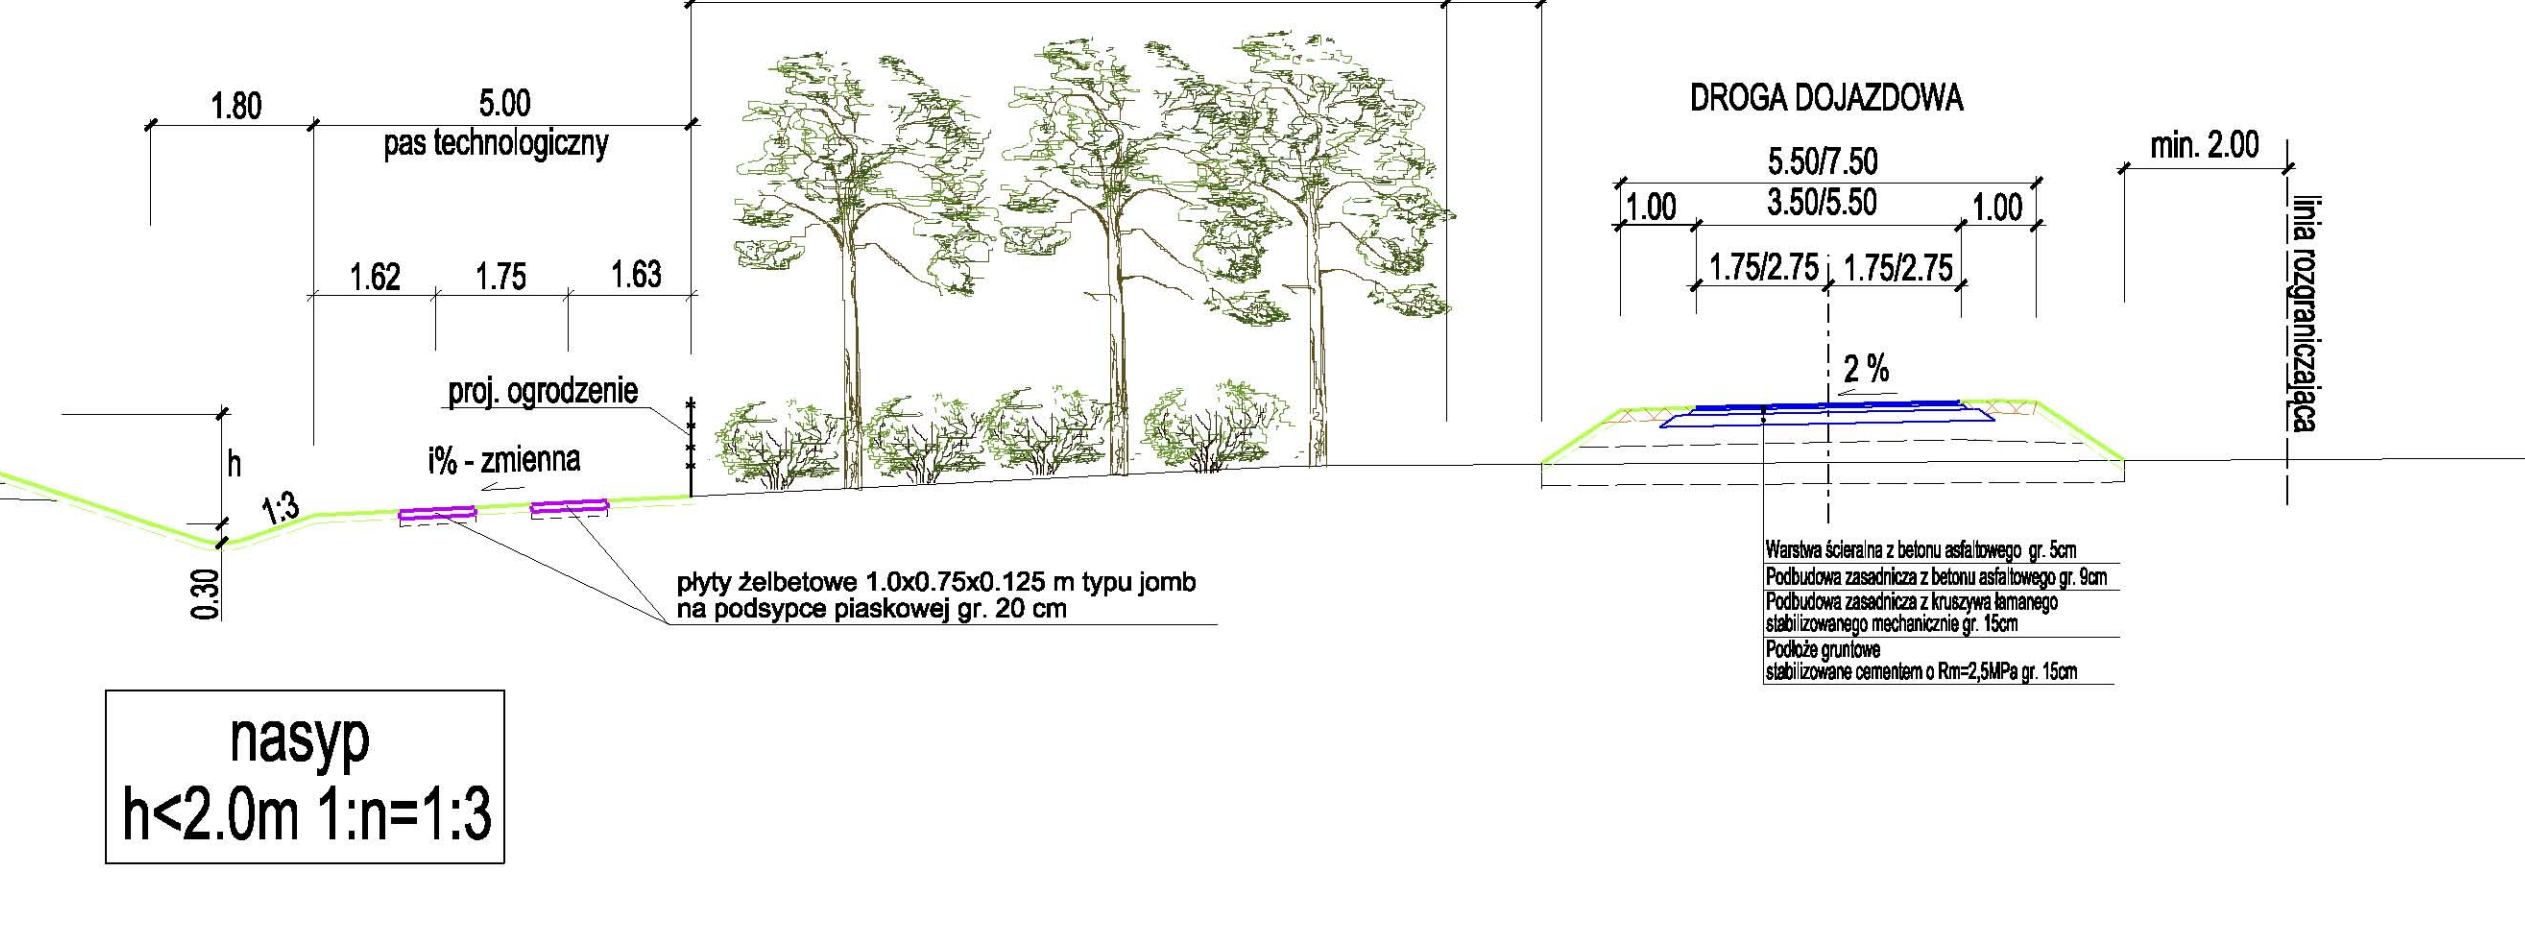 1.80
5.00
pas technologiczny
1.62
1.75
1.63
proj. ogrodzenie
i% - zmienna
h
1:3
0.30
płyty żelbetowe 1.0x0.75x0.125 m typu jomb
na podsypce piaskowej gr. 20 cm
nasyp
h<2.0m 1:n=1:3
DROGA DOJAZDOWA
5.50/7.50
1.00
3.50/5.50
1.00
1.75/2.75
1.75/2.75
min. 2.00
linia rozgraniczająca
2 %
Warstwa ścieralna z betonu asfaltowego gr. 5cm
Podbudowa zasadnicza z betonu asfaltowego gr. 9cm
Podbudowa zasadnicza z kruszywa łamanego
stabilizowanego mechanicznie gr. 15cm
Podłoże gruntowe
stabilizowane cementem o Rm=2,5MPa gr. 15cm